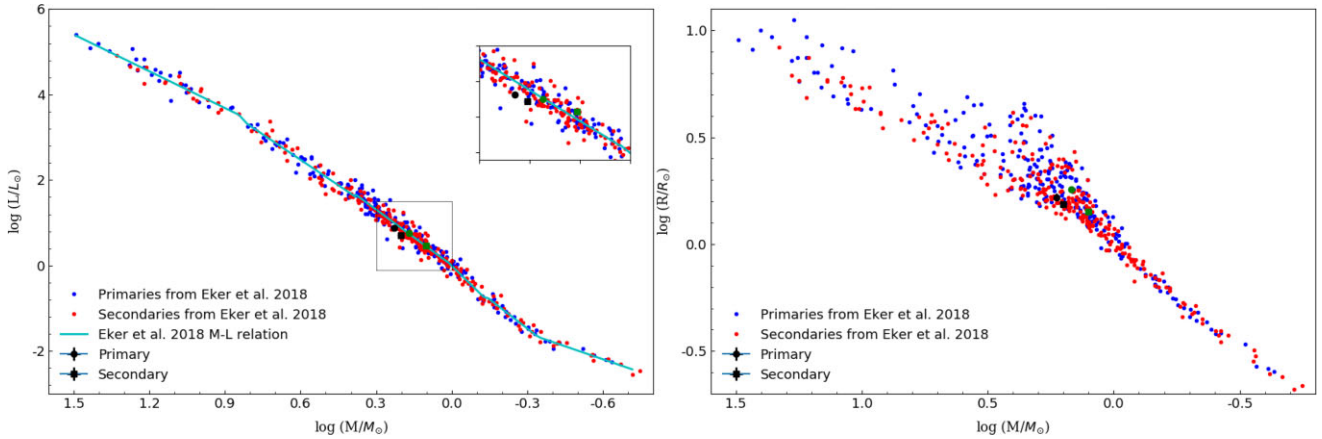 6
4
2
0
-2
log (L/L⊙)
1.5
1.2
0.9
0.6
0.3
0.0
-0.3
-0.6
log (M/M⊙)
Primaries from Eker et al. 2018
Secondaries from Eker et al. 2018
Eker et al. 2018 M-L relation
Primary
Secondary
1.0
0.5
0.0
-0.5
log (R/R⊙)
1.5
1.0
0.5
0.0
-0.5
log (M/M⊙)
Primaries from Eker et al. 2018
Secondaries from Eker et al. 2018
Primary
Secondary